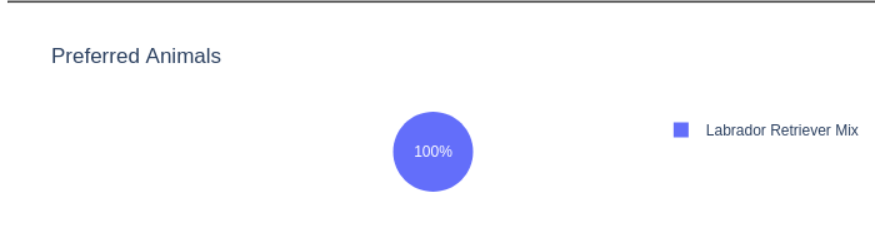 Preferred Animals
100%
Labrador Retriever Mix